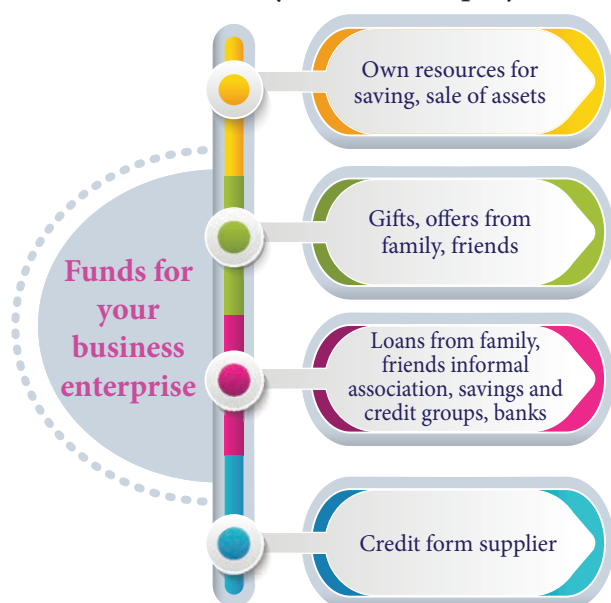 Own resources for
saving, sale of assets
Gifts, offers from
family, friends
Funds for
your
business
enterprise
Loans from family,
friends informal
association, savings and
credit groups, banks
Credit form supplier